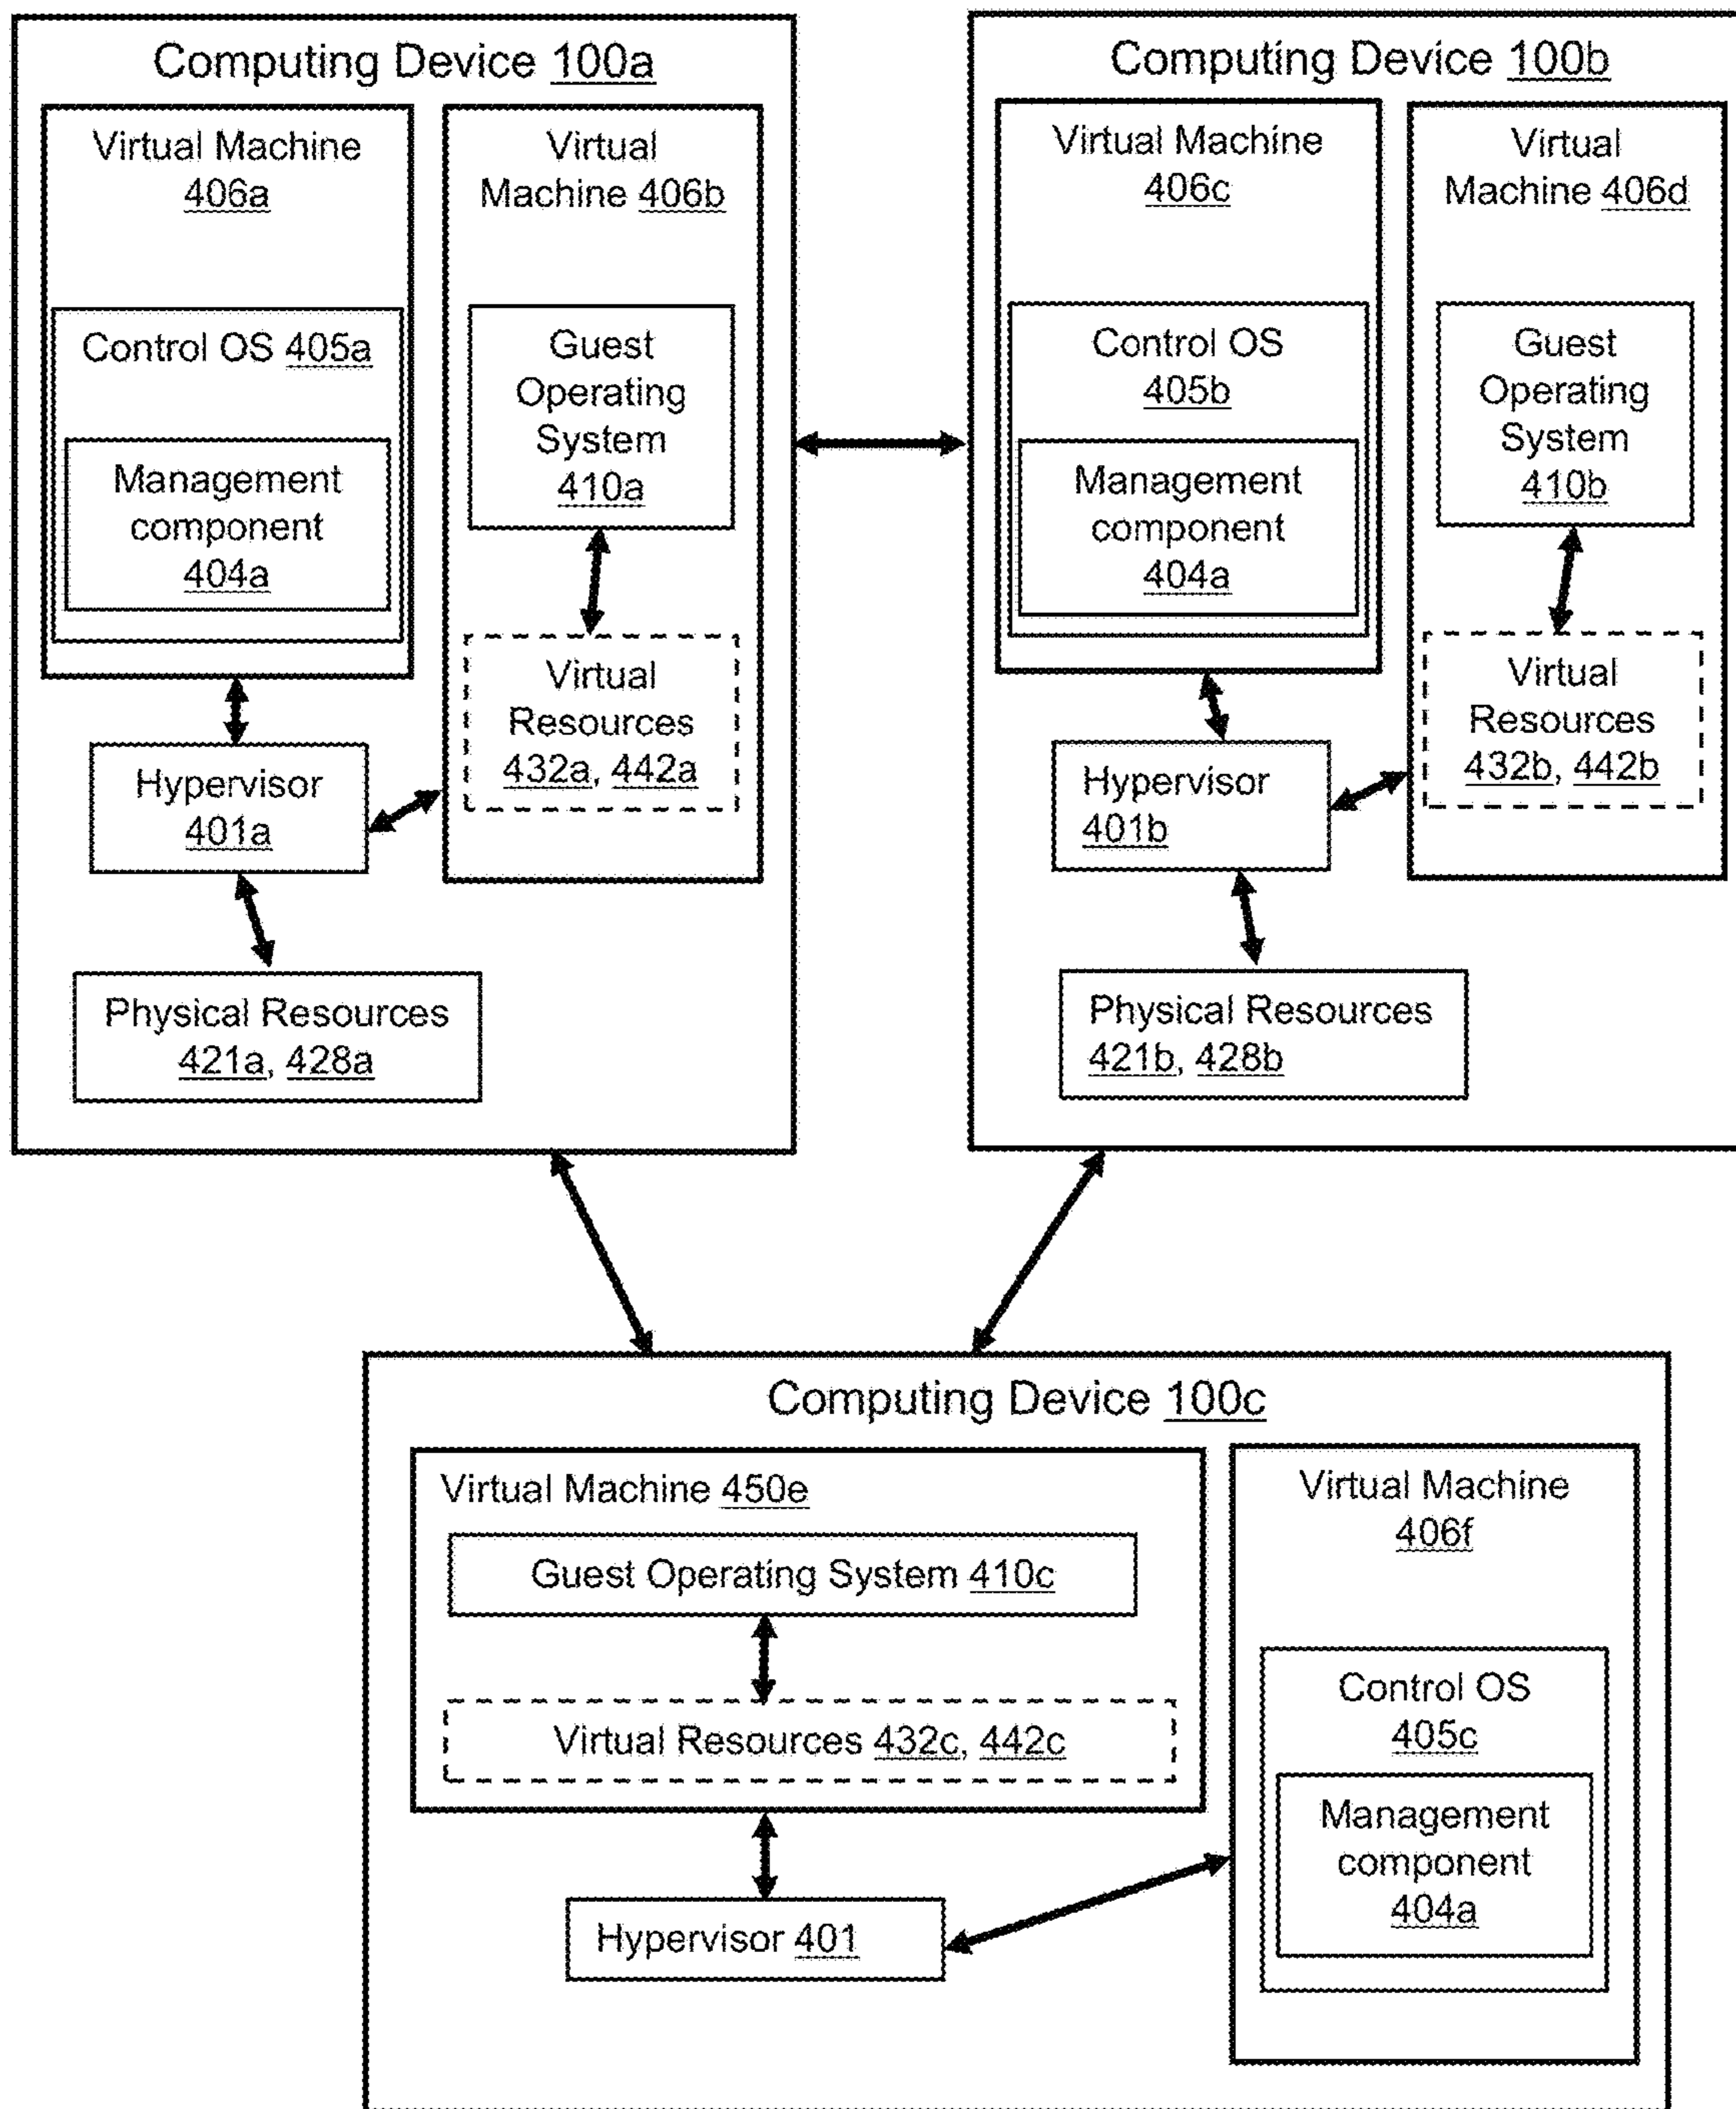 Computing Device 100a
Virtual Machine
406a
Control OS 405a
Management
component
404a
Virtual
Machine 406b
Guest
Operating
System
410a
Virtual
Resources
432a, 442a
Hypervisor
401a
Physical Resources
421a, 428a
Computing Device 100b
Virtual Machine
406c
Control OS
405b
Management
component
404a
Virtual
Machine 406d
Guest
Operating
System
410b
Virtual
Resources
432b, 442b
Hypervisor
401b
Physical Resources
421b, 428b
Computing Device 100c
Virtual Machine 450e
Guest Operating System 410c
Virtual Resources 432c, 442c
Hypervisor 401
Virtual Machine
406f
Control OS
405c
Management
component
404a